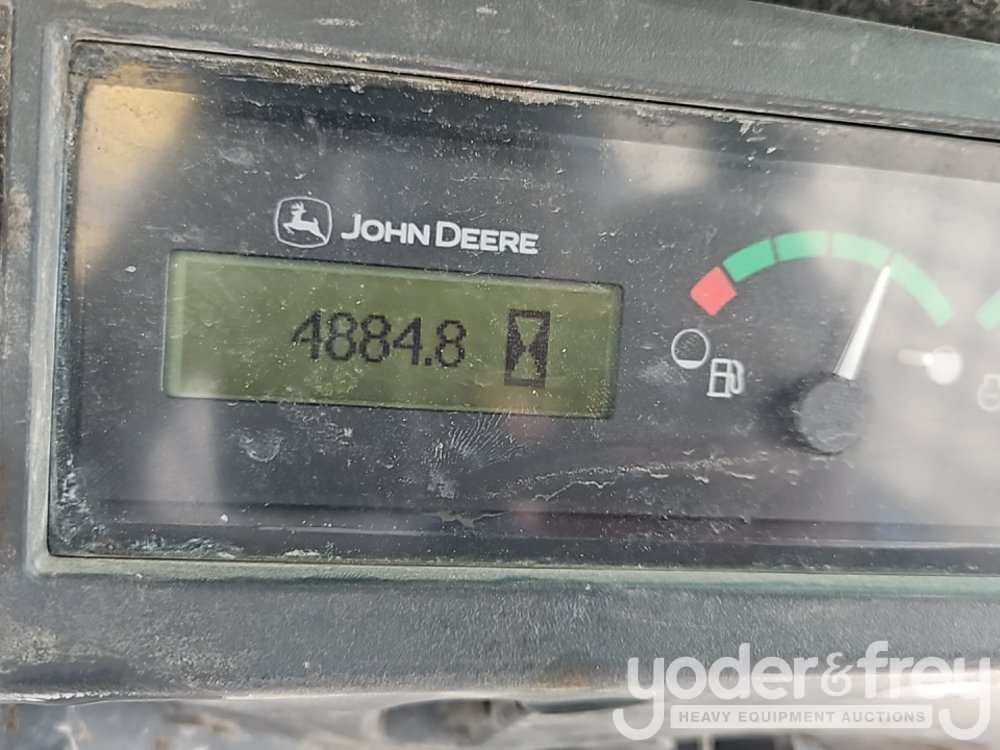 JOHN DEERE
4884.8
yoder&frey
HEAVY EQUIPMENT AUCTIONS